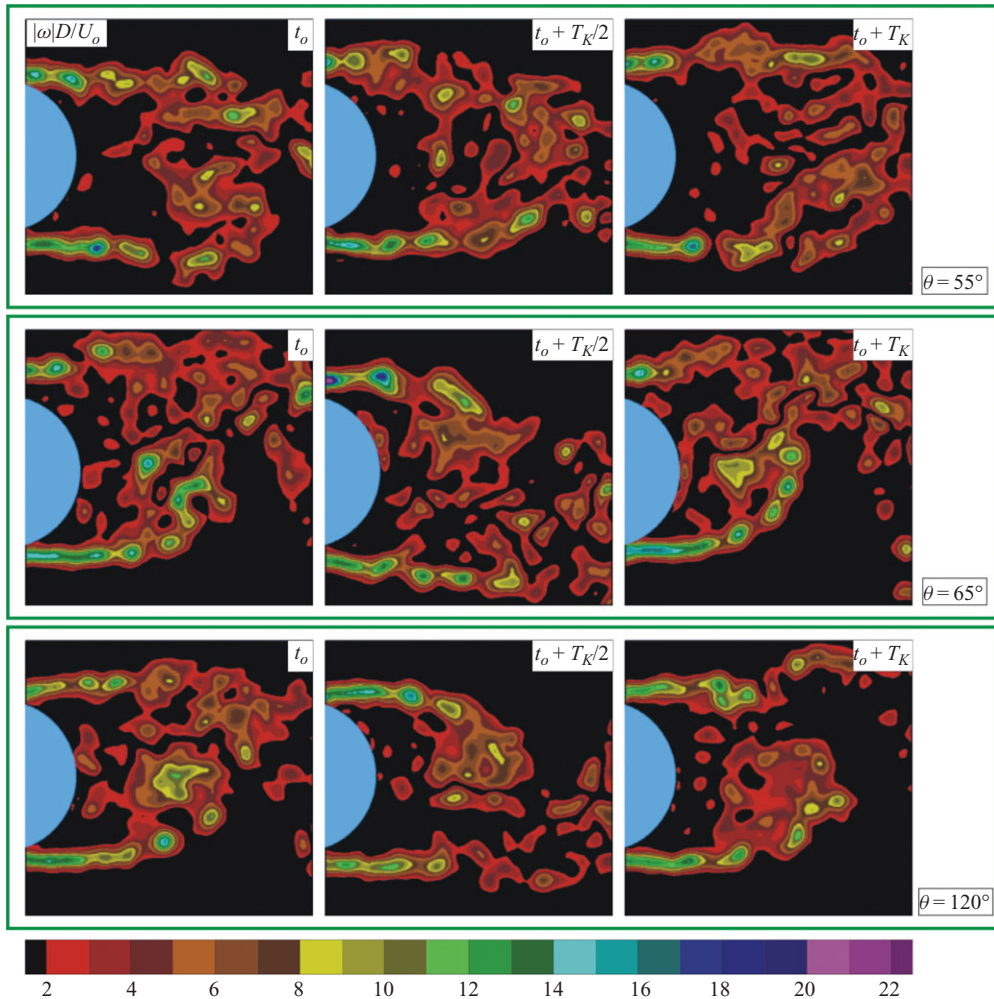 |ω|D/U_o
t_o
t_o + T_K/2
t_o + T_K
θ = 55°
t_o
t_o + T_K/2
t_o + T_K
θ = 65°
t_o
t_o + T_K/2
t_o + T_K
θ = 120°
2 4 6 8 10 12 14 16 18 20 22